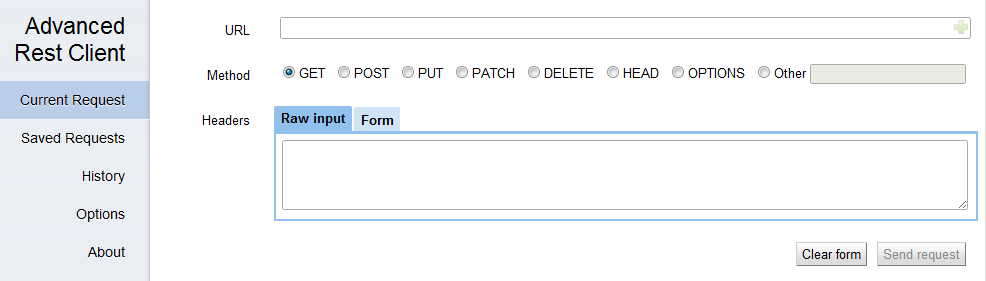 Advanced
Rest Client
Current Request
Saved Requests
History
Options
About
URL
Method
GET POST PUT PATCH DELETE HEAD OPTIONS Other
Headers
Raw input Form
Clear form Send request